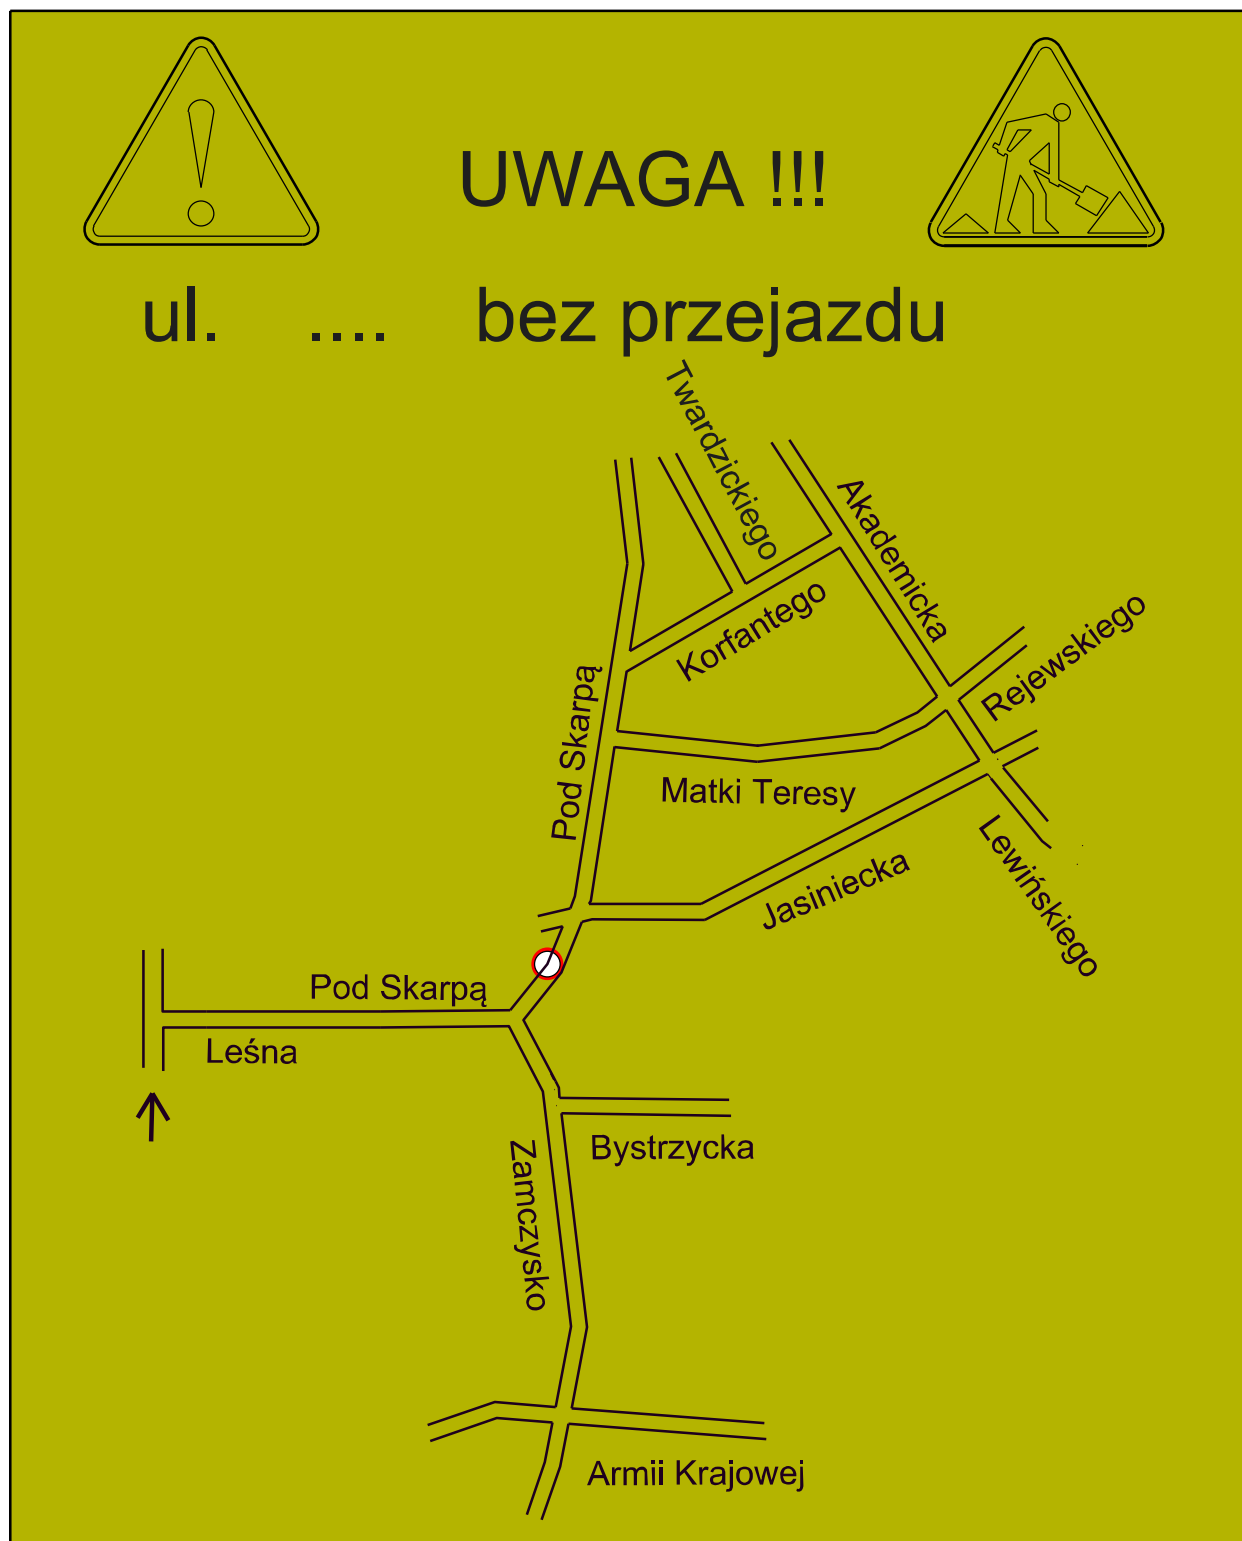 UWAGA !!!
ul. .... bez przejazdu
Twardzickiego
Akademicka
Korfantego
Rejewskiego
Pod Skarpą
Matki Teresy
Jasiniecka
Lewińskiego
Pod Skarpą
Leśna
Bystrzycka
Zamczysko
Armii Krajowej